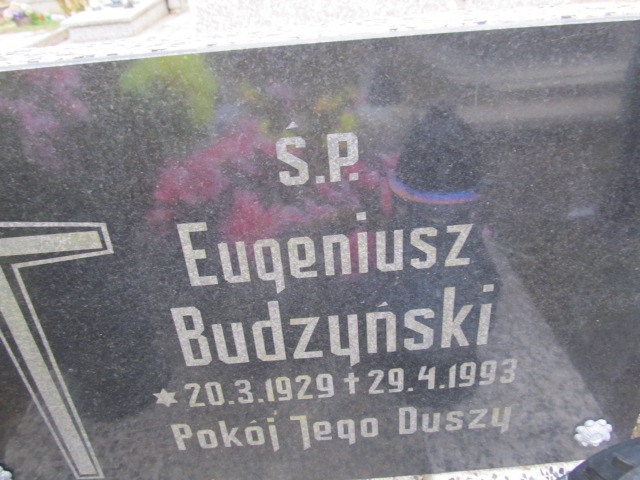 Ś.P.
Eugeniusz
Budzyński
✶ 20.3.1929 ✝ 29.4.1993
Pokój Jego Duszy